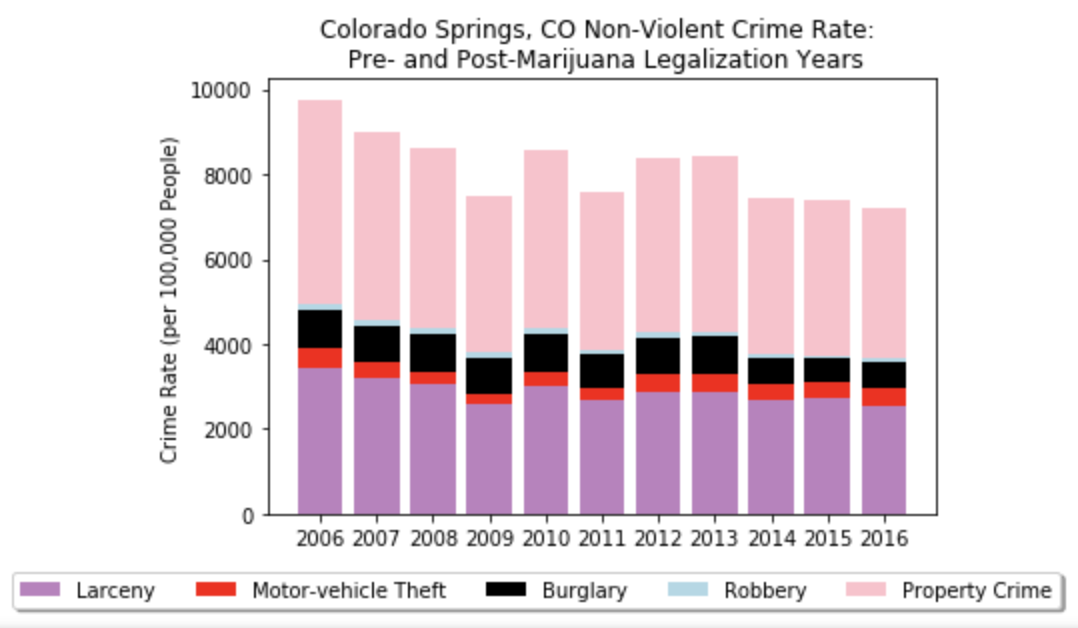 Colorado Springs, CO Non-Violent Crime Rate:
Pre- and Post-Marijuana Legalization Years
Crime Rate (per 100,000 People)
10000
8000
6000
4000
2000
0
2006 2007 2008 2009 2010 2011 2012 2013 2014 2015 2016
Larceny Motor-vehicle Theft Burglary Robbery Property Crime